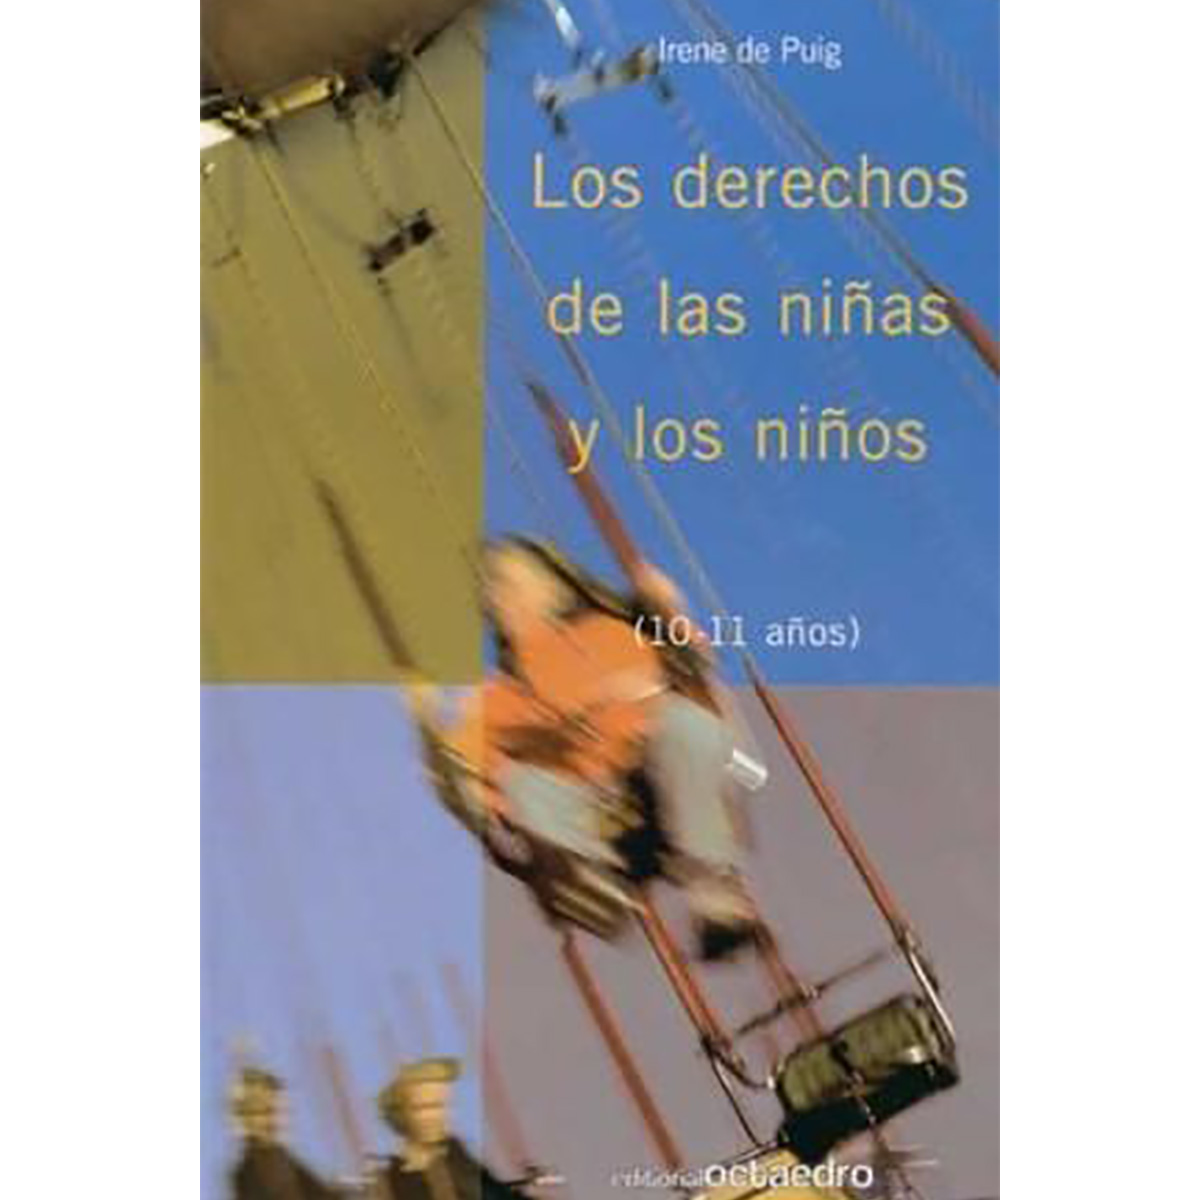 Irene de Puig
Los derechos
de las niñas
y los niños
(10-11 años)
editorial octaedro